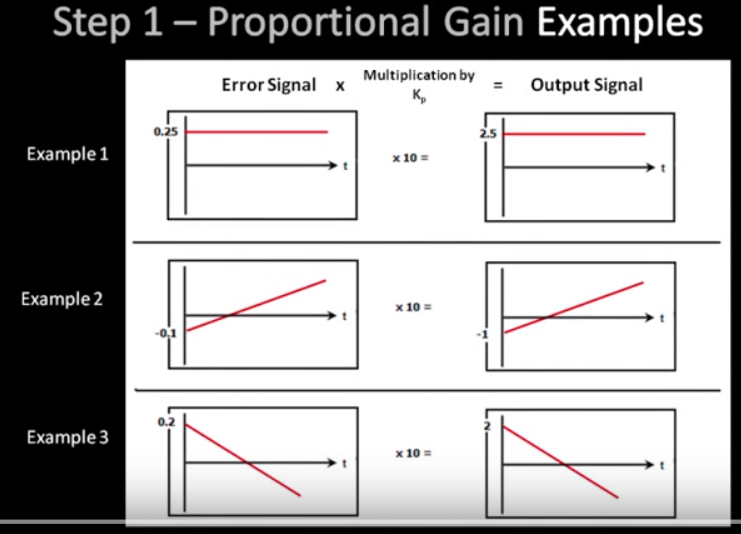 Step 1 – Proportional Gain Examples
Error Signal x Multiplication by Kp = Output Signal
Example 1
0.25
t
x 10 =
2.5
t
Example 2
-0.1
t
x 10 =
-1
t
Example 3
0.2
t
x 10 =
2
t